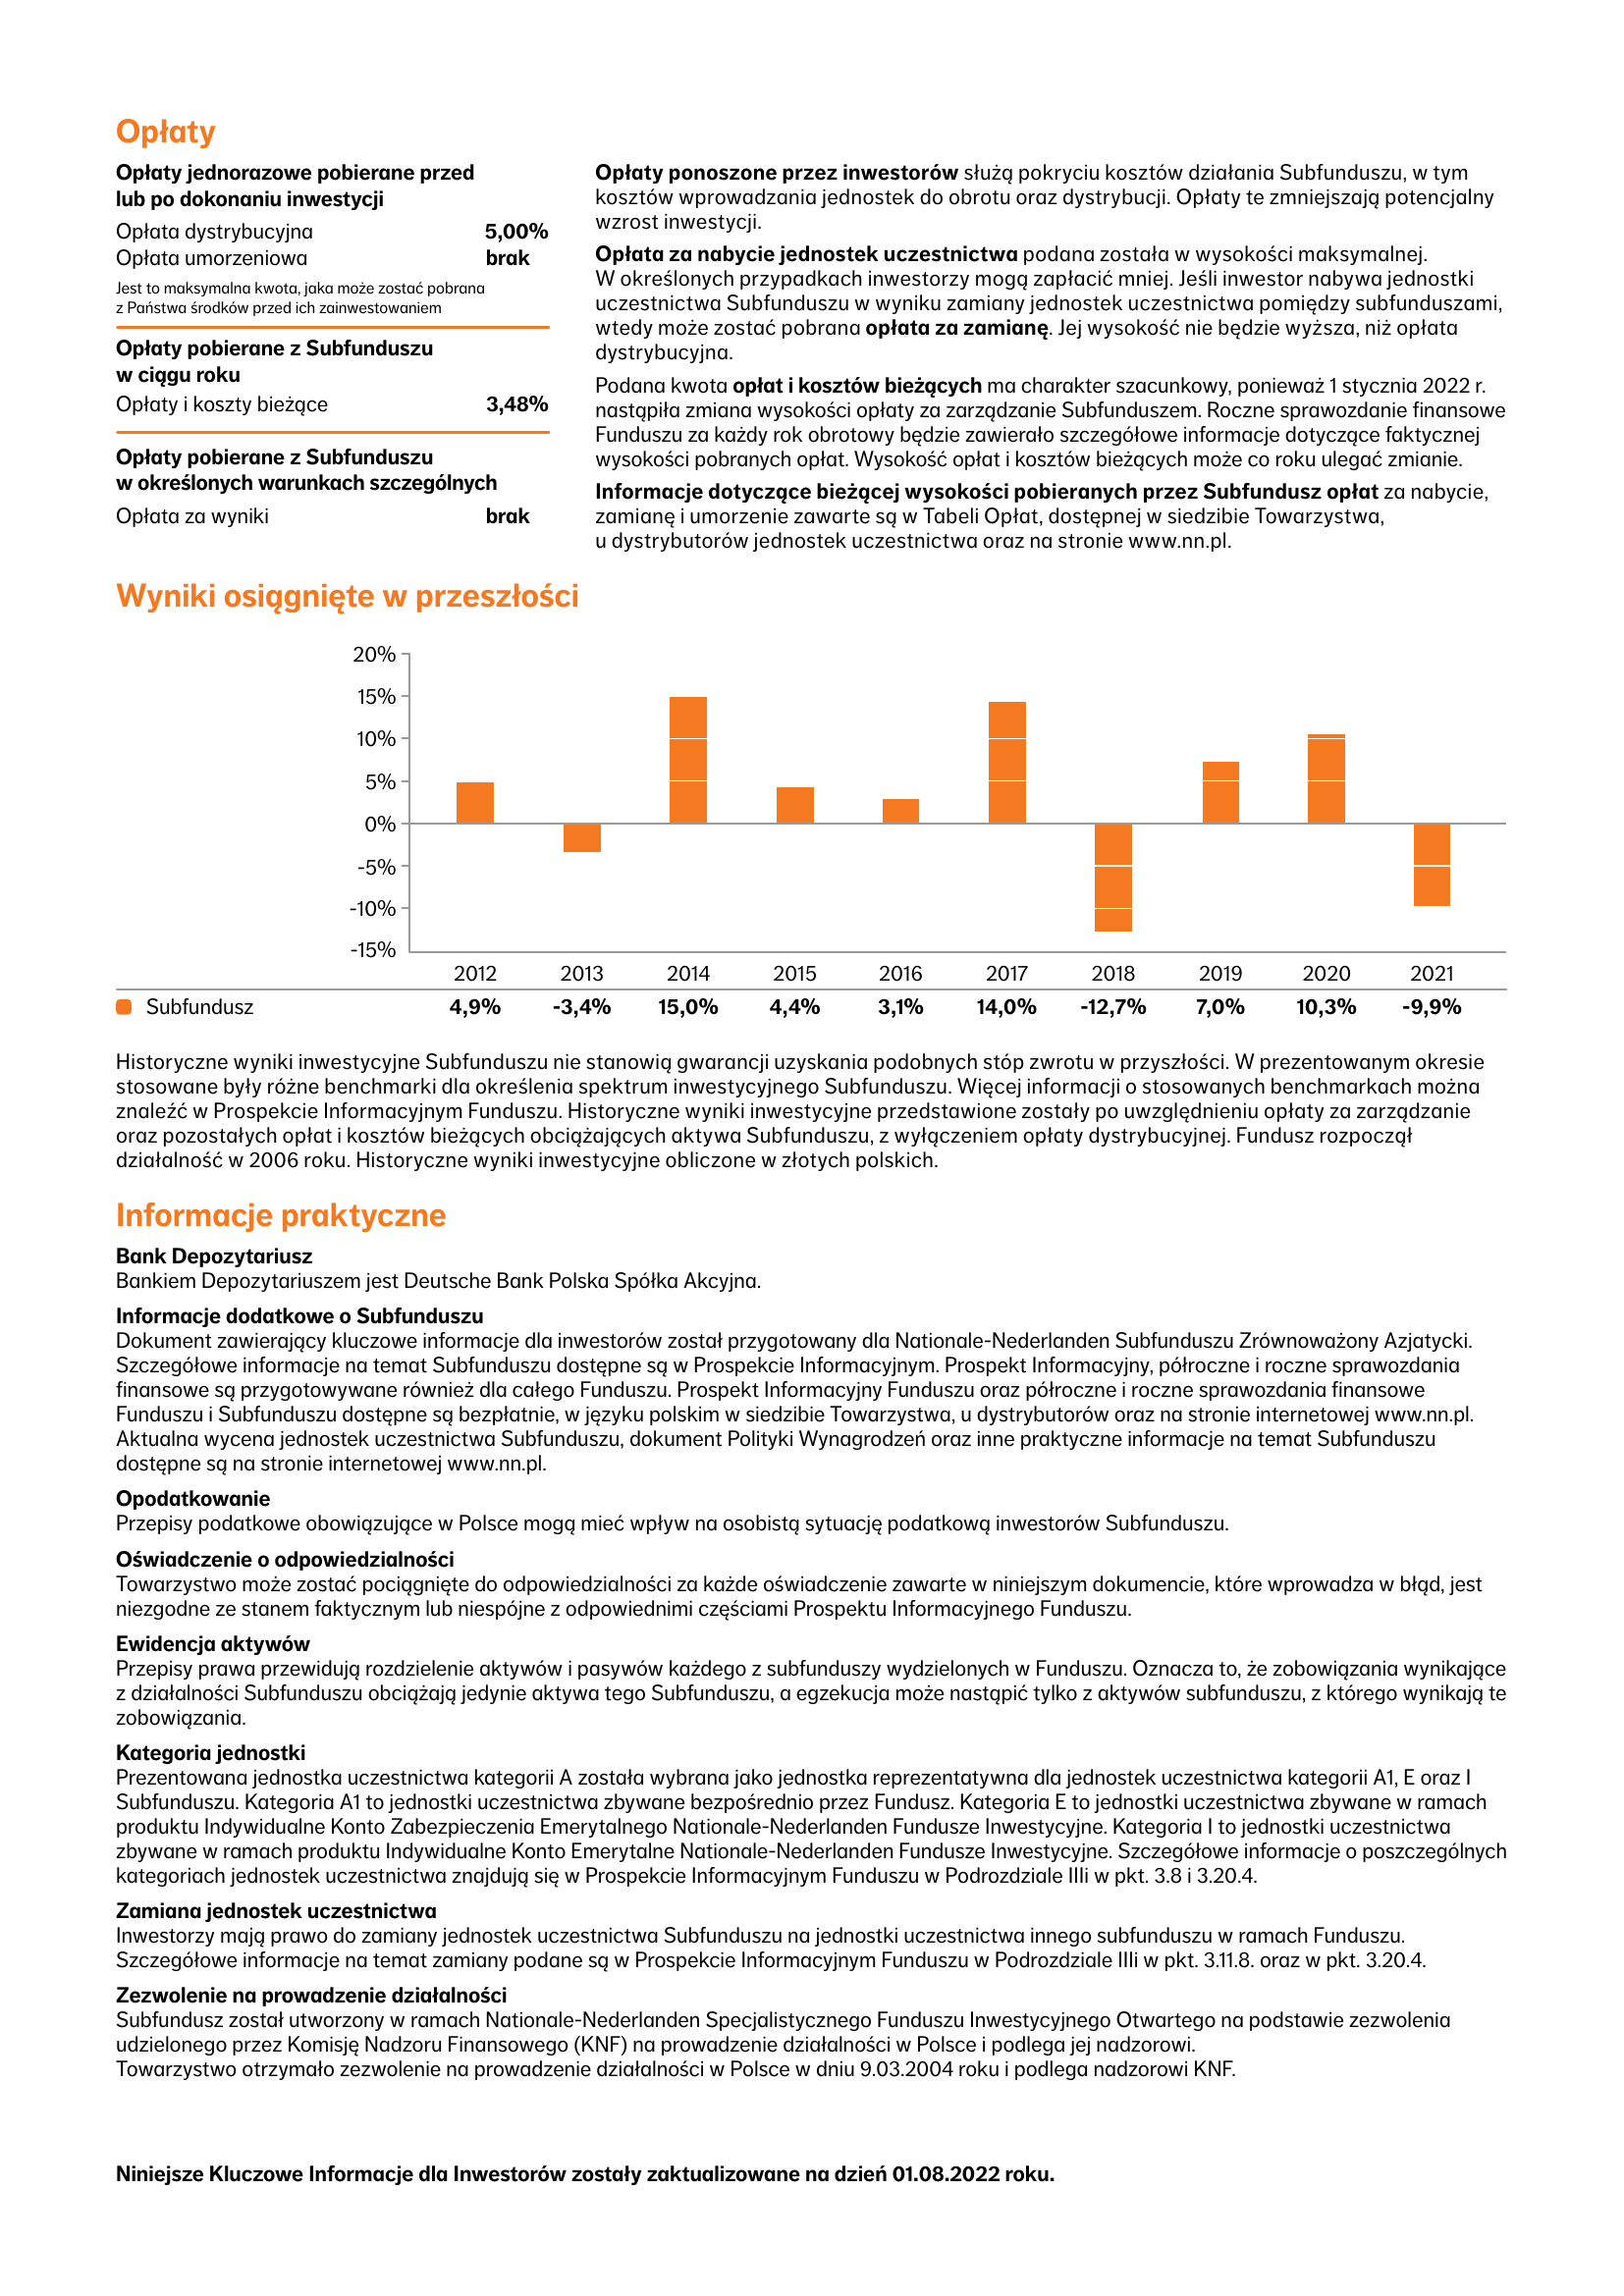 Opłaty
Opłaty jednorazowe pobierane przed
lub po dokonaniu inwestycji
Opłata dystrybucyjna 5,00%
Opłata umorzeniowa brak
Jest to maksymalna kwota, jaka może zostać pobrana
z Państwa środków przed ich zainwestowaniem
Opłaty pobierane z Subfunduszu
w ciągu roku
Opłaty i koszty bieżące 3,48%
Opłaty pobierane z Subfunduszu
w określonych warunkach szczególnych
Opłata za wyniki brak
Opłaty ponoszone przez inwestorów służą pokryciu kosztów działania Subfunduszu, w tym
kosztów wprowadzania jednostek do obrotu oraz dystrybucji. Opłaty te zmniejszają potencjalny
wzrost inwestycji.
Opłata za nabycie jednostek uczestnictwa podana została w wysokości maksymalnej.
W określonych przypadkach inwestorzy mogą zapłacić mniej. Jeśli inwestor nabywa jednostki
uczestnictwa Subfunduszu w wyniku zamiany jednostek uczestnictwa pomiędzy subfunduszami,
wtedy może zostać pobrana opłata za zamianę. Jej wysokość nie będzie wyższa, niż opłata
dystrybucyjna.
Podana kwota opłat i kosztów bieżących ma charakter szacunkowy, ponieważ 1 stycznia 2022 r.
nastąpiła zmiana wysokości opłaty za zarządzanie Subfunduszem. Roczne sprawozdanie finansowe
Funduszu za każdy rok obrotowy będzie zawierało szczegółowe informacje dotyczące faktycznej
wysokości pobranych opłat. Wysokość opłat i kosztów bieżących może co roku ulegać zmianie.
Informacje dotyczące bieżącej wysokości pobieranych przez Subfundusz opłat za nabycie,
zamianę i umorzenie zawarte są w Tabeli Opłat, dostępnej w siedzibie Towarzystwa,
u dystrybutorów jednostek uczestnictwa oraz na stronie www.nn.pl.
Wyniki osiągnięte w przeszłości
20%
15%
10%
5%
0%
-5%
-10%
-15%
2012 2013 2014 2015 2016 2017 2018 2019 2020 2021
Subfundusz 4,9% -3,4% 15,0% 4,4% 3,1% 14,0% -12,7% 7,0% 10,3% -9,9%
Historyczne wyniki inwestycyjne Subfunduszu nie stanowią gwarancji uzyskania podobnych stóp zwrotu w przyszłości. W prezentowanym okresie
stosowane były różne benchmarki dla określenia spektrum inwestycyjnego Subfunduszu. Więcej informacji o stosowanych benchmarkach można
znaleźć w Prospekcie Informacyjnym Funduszu. Historyczne wyniki inwestycyjne przedstawione zostały po uwzględnieniu opłaty za zarządzanie
oraz pozostałych opłat i kosztów bieżących obciążających aktywa Subfunduszu, z wyłączeniem opłaty dystrybucyjnej. Fundusz rozpoczął
działalność w 2006 roku. Historyczne wyniki inwestycyjne obliczone w złotych polskich.
Informacje praktyczne
Bank Depozytariusz
Bankiem Depozytariuszem jest Deutsche Bank Polska Spółka Akcyjna.
Informacje dodatkowe o Subfunduszu
Dokument zawierający kluczowe informacje dla inwestorów został przygotowany dla Nationale-Nederlanden Subfunduszu Zrównoważony Azjatycki.
Szczegółowe informacje na temat Subfunduszu dostępne są w Prospekcie Informacyjnym. Prospekt Informacyjny, półroczne i roczne sprawozdania
finansowe są przygotowywane również dla całego Funduszu. Prospekt Informacyjny Funduszu oraz półroczne i roczne sprawozdania finansowe
Funduszu i Subfunduszu dostępne są bezpłatnie, w języku polskim w siedzibie Towarzystwa, u dystrybutorów oraz na stronie internetowej www.nn.pl.
Aktualna wycena jednostek uczestnictwa Subfunduszu, dokument Polityki Wynagrodzeń oraz inne praktyczne informacje na temat Subfunduszu
dostępne są na stronie internetowej www.nn.pl.
Opodatkowanie
Przepisy podatkowe obowiązujące w Polsce mogą mieć wpływ na osobistą sytuację podatkową inwestorów Subfunduszu.
Oświadczenie o odpowiedzialności
Towarzystwo może zostać pociągnięte do odpowiedzialności za każde oświadczenie zawarte w niniejszym dokumencie, które wprowadza w błąd, jest
niezgodne ze stanem faktycznym lub niespójne z odpowiednimi częściami Prospektu Informacyjnego Funduszu.
Ewidencja aktywów
Przepisy prawa przewidują rozdzielenie aktywów i pasywów każdego z subfunduszy wydzielonych w Funduszu. Oznacza to, że zobowiązania wynikające
z działalności Subfunduszu obciążają jedynie aktywa tego Subfunduszu, a egzekucja może nastąpić tylko z aktywów subfunduszu, z którego wynikają te
zobowiązania.
Kategoria jednostki
Prezentowana jednostka uczestnictwa kategorii A została wybrana jako jednostka reprezentatywna dla jednostek uczestnictwa kategorii A1, E oraz I
Subfunduszu. Kategoria A1 to jednostki uczestnictwa zbywane bezpośrednio przez Fundusz. Kategoria E to jednostki uczestnictwa zbywane w ramach
produktu Indywidualne Konto Zabezpieczenia Emerytalnego Nationale-Nederlanden Fundusze Inwestycyjne. Kategoria I to jednostki uczestnictwa
zbywane w ramach produktu Indywidualne Konto Emerytalne Nationale-Nederlanden Fundusze Inwestycyjne. Szczegółowe informacje o poszczególnych
kategoriach jednostek uczestnictwa znajdują się w Prospekcie Informacyjnym Funduszu w Podrozdziale IIIi w pkt. 3.8 i 3.20.4.
Zamiana jednostek uczestnictwa
Inwestorzy mają prawo do zamiany jednostek uczestnictwa Subfunduszu na jednostki uczestnictwa innego subfunduszu w ramach Funduszu.
Szczegółowe informacje na temat zamiany podane są w Prospekcie Informacyjnym Funduszu w Podrozdziale IIIi w pkt. 3.11.8. oraz w pkt. 3.20.4.
Zezwolenie na prowadzenie działalności
Subfundusz został utworzony w ramach Nationale-Nederlanden Specjalistycznego Funduszu Inwestycyjnego Otwartego na podstawie zezwolenia
udzielonego przez Komisję Nadzoru Finansowego (KNF) na prowadzenie działalności w Polsce i podlega jej nadzorowi.
Towarzystwo otrzymało zezwolenie na prowadzenie działalności w Polsce w dniu 9.03.2004 roku i podlega nadzorowi KNF.
Niniejsze Kluczowe Informacje dla Inwestorów zostały zaktualizowane na dzień 01.08.2022 roku.